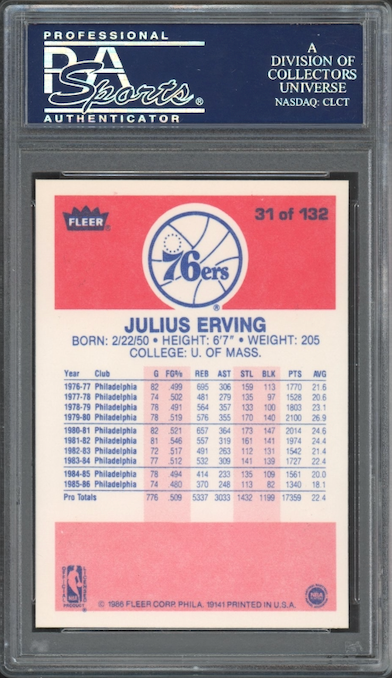 PROFESSIONAL
PSA
Sports®
AUTHENTICATOR
A
DIVISION OF
COLLECTORS
UNIVERSE
NASDAQ: CLCT
FLEER
31 of 132
76ers
®
JULIUS ERVING
BORN: 2/22/50 • HEIGHT: 6'7" • WEIGHT: 205
COLLEGE: U. OF MASS.
Year Club G FG% REB AST STL BLK PTS AVG
1976-77 Philadelphia 82 .499 695 306 159 113 1770 21.6
1977-78 Philadelphia 74 .502 481 279 135 97 1528 20.6
1978-79 Philadelphia 78 .491 564 357 133 100 1803 23.1
1979-80 Philadelphia 78 .519 576 355 170 140 2100 26.9
1980-81 Philadelphia 82 .521 657 364 173 147 2014 24.6
1981-82 Philadelphia 81 .546 557 319 161 141 1974 24.4
1982-83 Philadelphia 72 .517 491 263 112 131 1542 21.4
1983-84 Philadelphia 77 .512 532 309 141 139 1727 22.4
1984-85 Philadelphia 78 .494 414 233 135 109 1561 20.0
1985-86 Philadelphia 74 .480 370 248 113 82 1340 18.1
Pro Totals 776 .509 5337 3033 1432 1199 17359 22.4
NBA
© 1986 FLEER CORP. PHILA. 19141 PRINTED IN U.S.A.